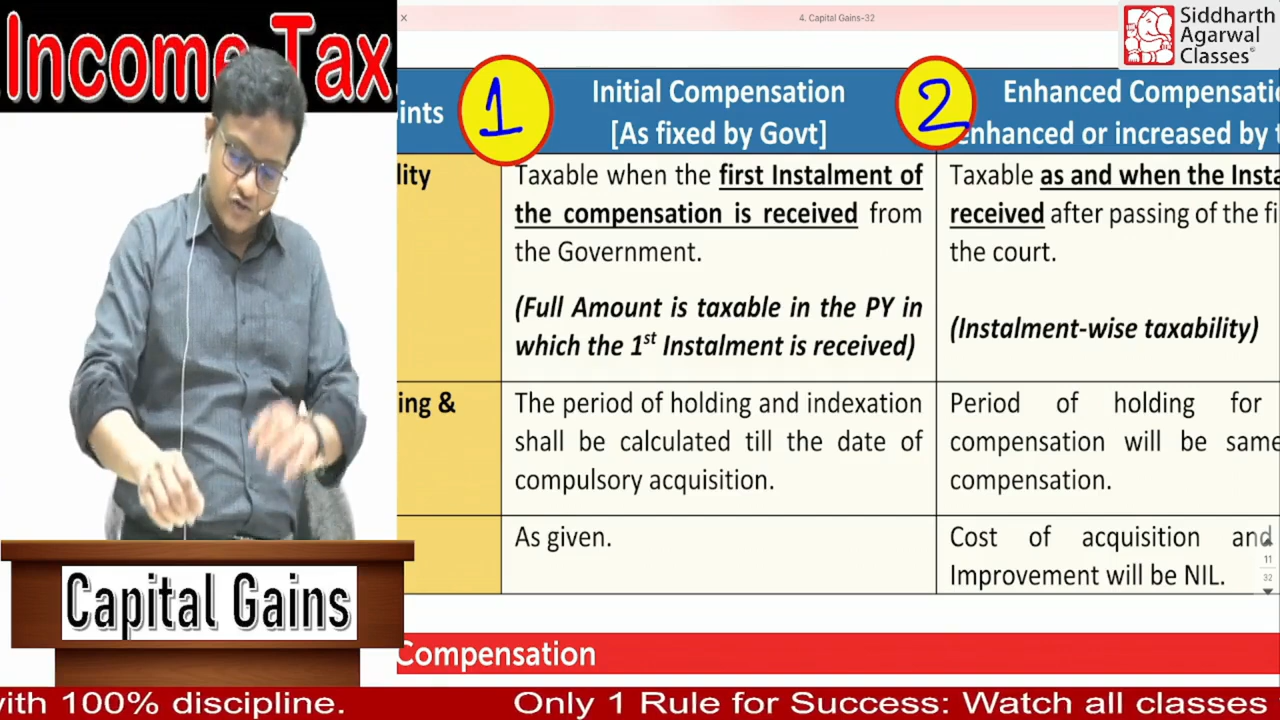 Income Tax
4. Capital Gains-32
Siddharth
Agarwal
Classes
ints
1
Initial Compensation
[As fixed by Govt]
2
Enhanced Compensati
enhanced or increased by t
lity
Taxable when the first Instalment of
the compensation is received from
the Government.
(Full Amount is taxable in the PY in
which the 1st Instalment is received)
Taxable as and when the Insta
received after passing of the fi
the court.
(Instalment-wise taxability)
ing &
The period of holding and indexation
shall be calculated till the date of
compulsory acquisition.
Period of holding for
compensation will be same
compensation.
As given.
Cost of acquisition and
Improvement will be NIL.
11
32
Capital Gains
Compensation
with 100% discipline. Only 1 Rule for Success: Watch all classes